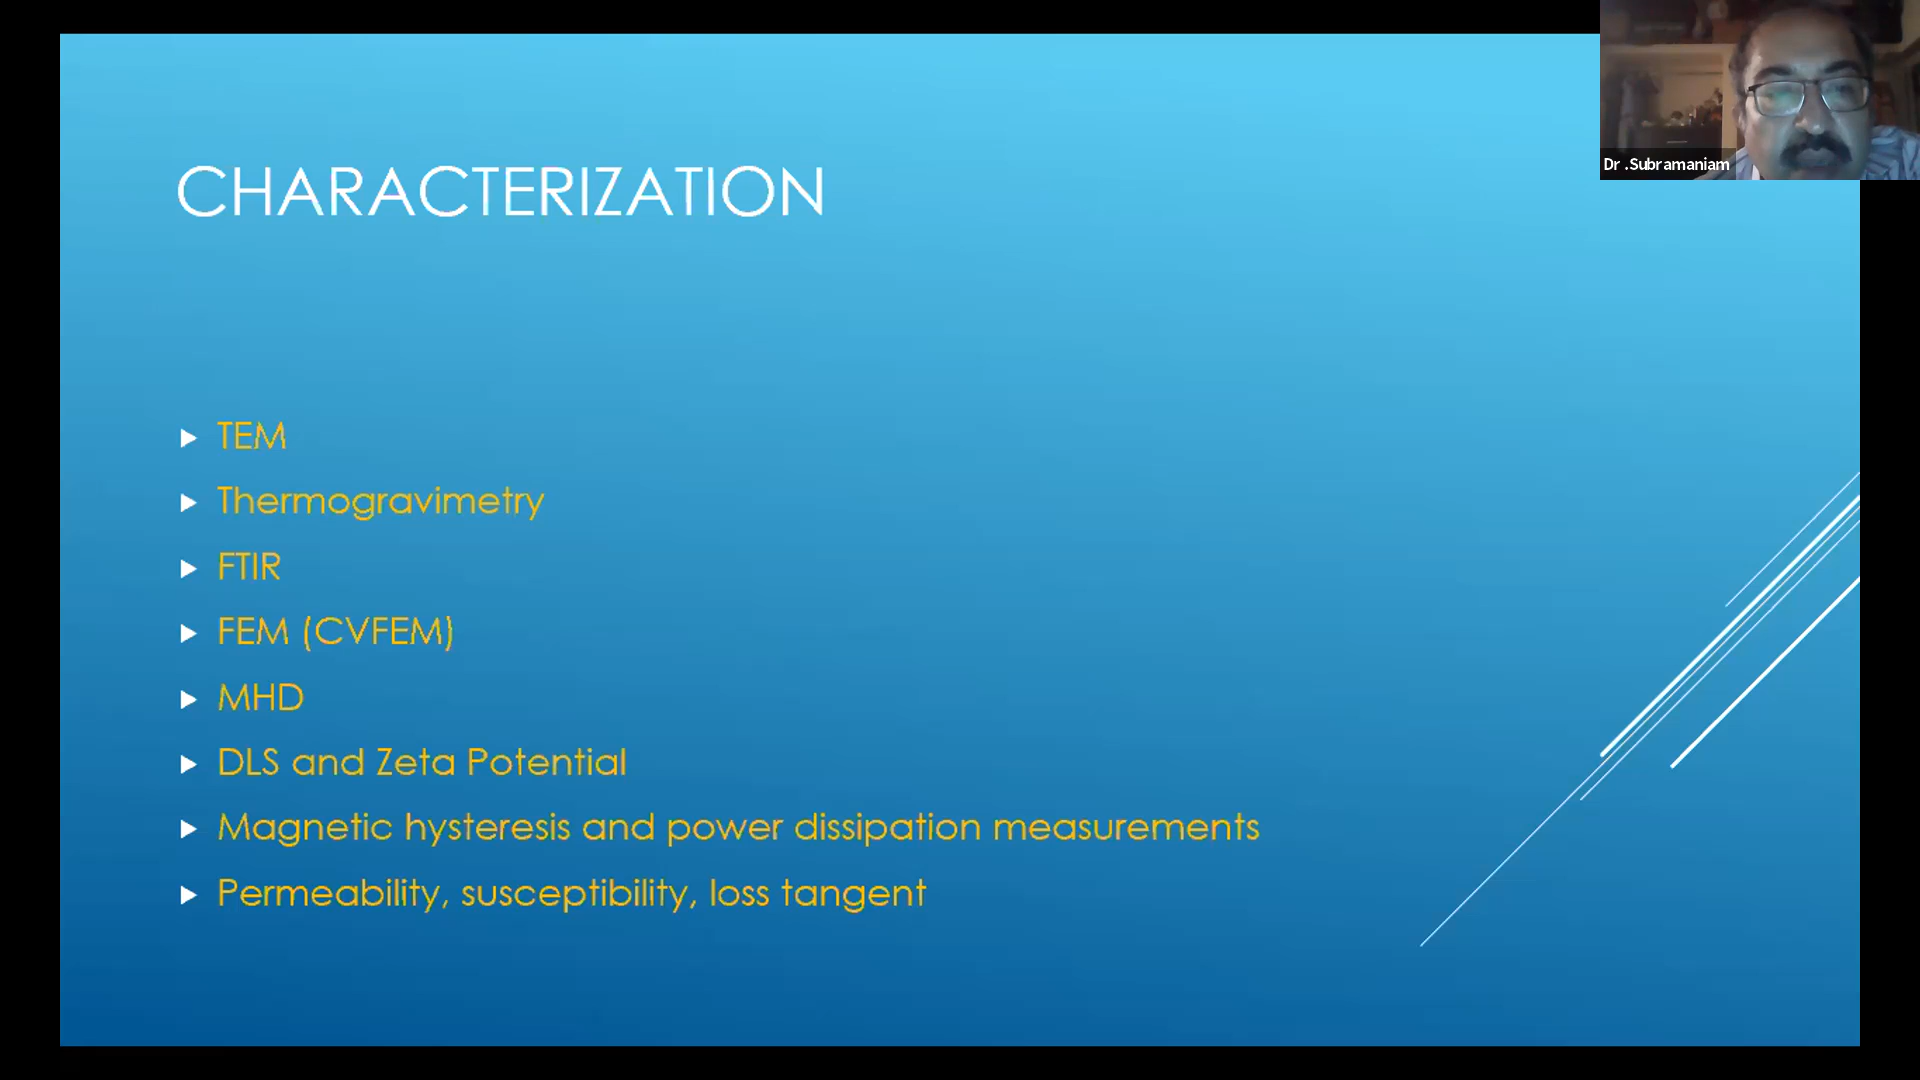 Dr .Subramaniam
CHARACTERIZATION
TEM
Thermogravimetry
FTIR
FEM (CVFEM)
MHD
DLS and Zeta Potential
Magnetic hysteresis and power dissipation measurements
Permeability, susceptibility, loss tangent